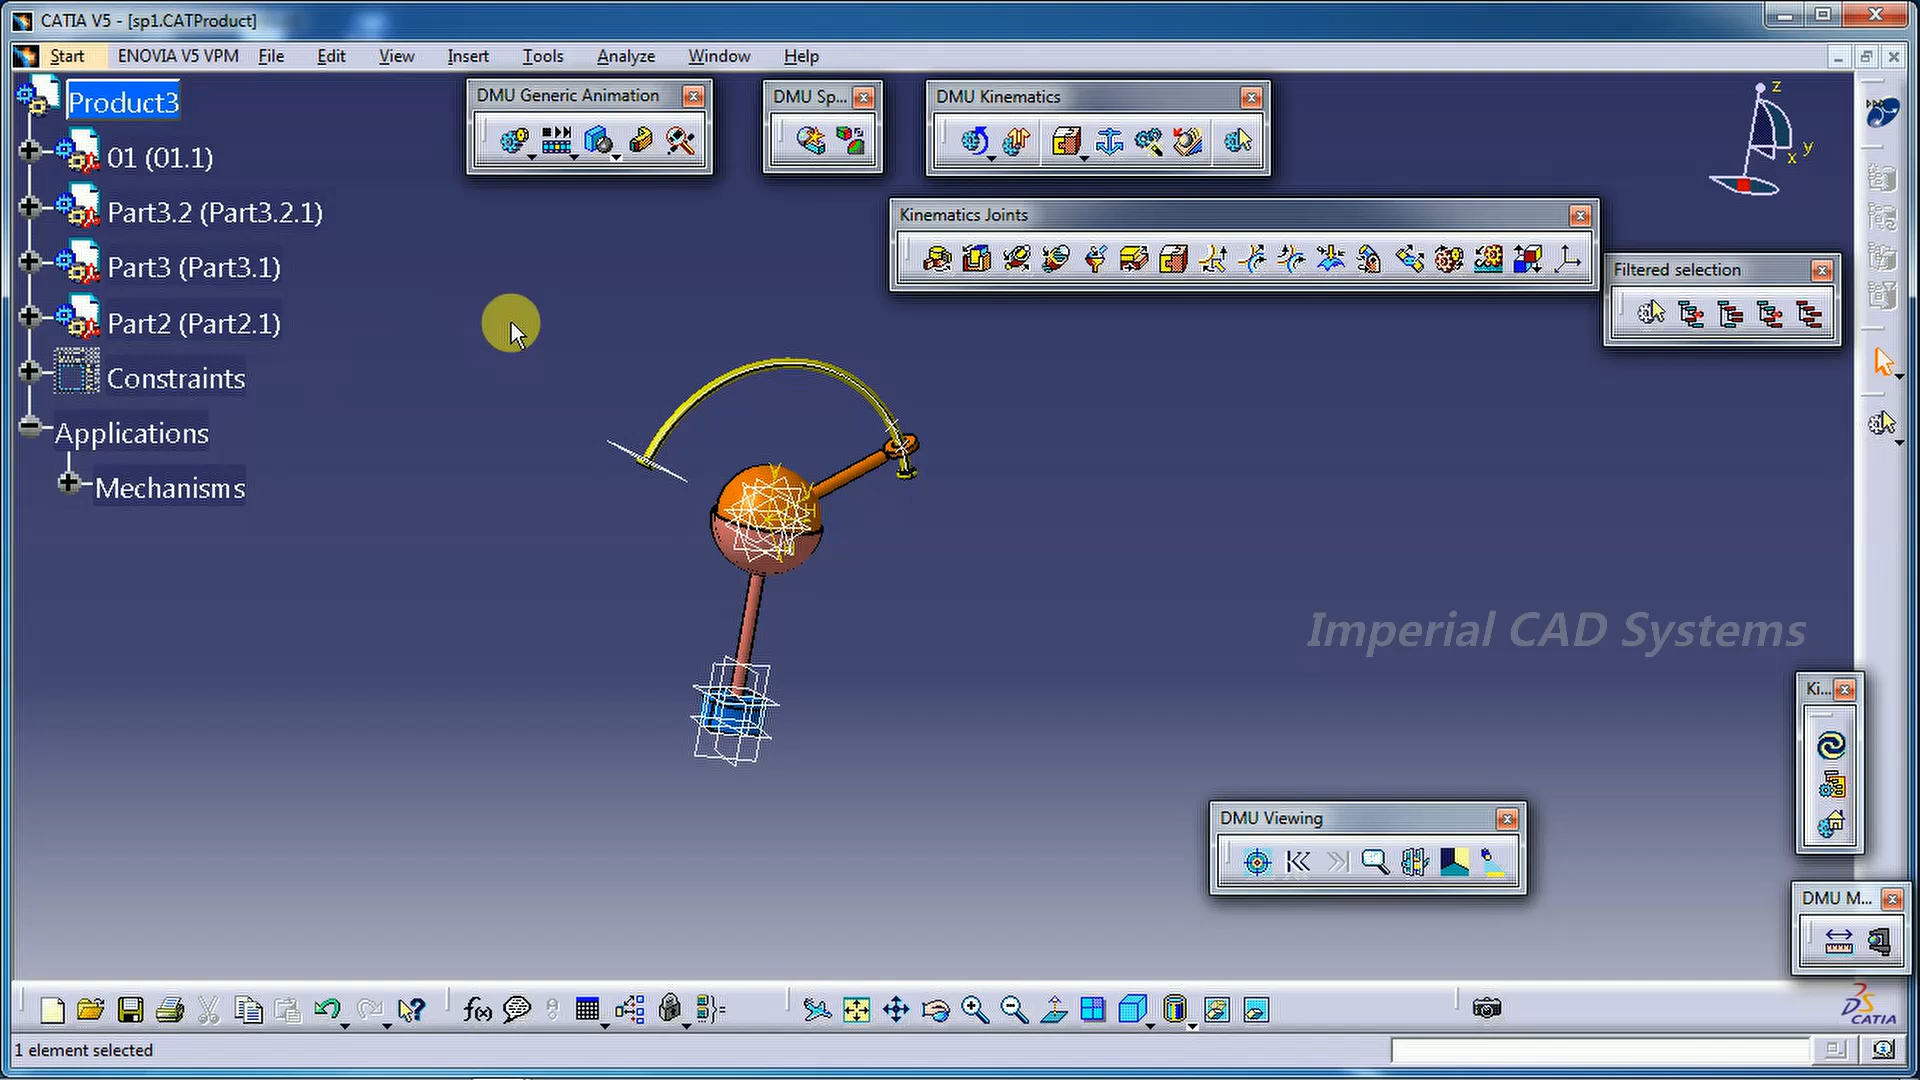 CATIA V5 - [sp1.CATProduct]
Start ENOVIA V5 VPM File Edit View Insert Tools Analyze Window Help
Product3
01 (01.1)
Part3.2 (Part3.2.1)
Part3 (Part3.1)
Part2 (Part2.1)
Constraints
Applications
Mechanisms
DMU Generic Animation
DMU Sp...
DMU Kinematics
Kinematics Joints
Filtered selection
z
x y
Imperial CAD Systems
Ki...
DMU Viewing
DMU M...
f(x)
CATIA
1 element selected